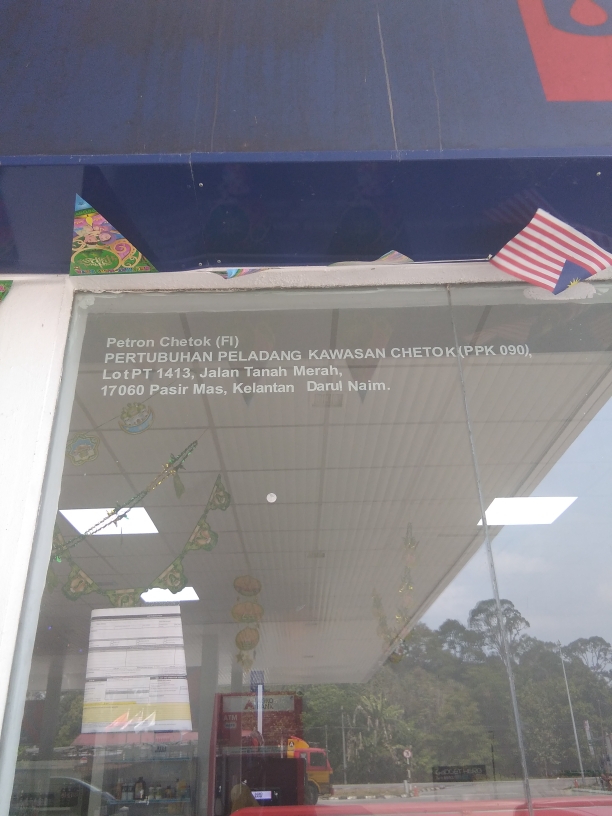 Petron Chetok (FI)
PERTUBUHAN PELADANG KAWASAN CHETOK (PPK 090),
Lot PT 1413, Jalan Tanah Merah,
17060 Pasir Mas, Kelantan Darul Naim.
ATM